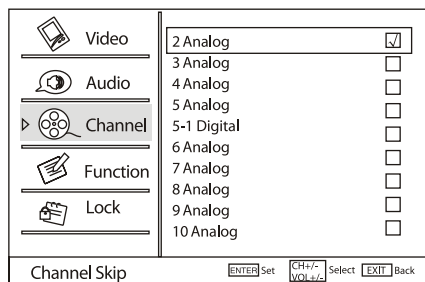 Video
Audio
Channel
Function
Lock
2 Analog
3 Analog
4 Analog
5 Analog
5-1 Digital
6 Analog
7 Analog
8 Analog
9 Analog
10 Analog
Channel Skip
ENTER Set CH+/- VOL+/- Select EXIT Back